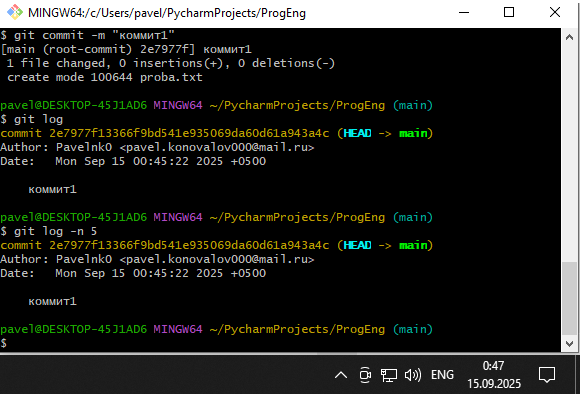 MINGW64:/c/Users/pavel/PycharmProjects/ProgEng
$ git commit -m "коммит1"
[main (root-commit) 2e7977f] коммит1
 1 file changed, 0 insertions(+), 0 deletions(-)
 create mode 100644 proba.txt
pavel@DESKTOP-45J1AD6 MINGW64 ~/PycharmProjects/ProgEng (main)
$ git log
commit 2e7977f13366f9bd541e935069da60d61a943a4c (HEAD -> main)
Author: Pavelnk0 <pavel.konovalov000@mail.ru>
Date:   Mon Sep 15 00:45:22 2025 +0500
    коммит1
pavel@DESKTOP-45J1AD6 MINGW64 ~/PycharmProjects/ProgEng (main)
$ git log -n 5
commit 2e7977f13366f9bd541e935069da60d61a943a4c (HEAD -> main)
Author: Pavelnk0 <pavel.konovalov000@mail.ru>
Date:   Mon Sep 15 00:45:22 2025 +0500
    коммит1
pavel@DESKTOP-45J1AD6 MINGW64 ~/PycharmProjects/ProgEng (main)
$
ENG
0:47
15.09.2025